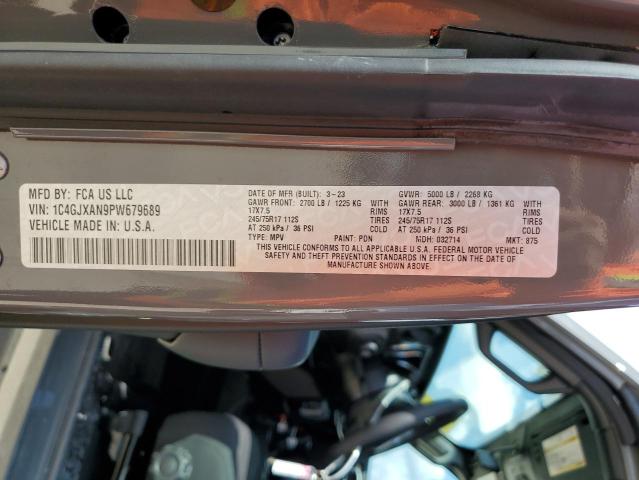 MFD BY: FCA US LLC
VIN: 1C4GJXAN9PW679689
VEHICLE MADE IN: U.S.A.
DATE OF MFR (BUILT): 3-23
GAWR FRONT: 2700 LB / 1225 KG WITH
17X7.5 RIMS
245/75R17 112S TIRES
AT 250 kPa / 36 PSI COLD
TYPE: MPV PAINT: PDN
GVWR: 5000 LB / 2268 KG
GAWR REAR: 3000 LB / 1361 KG WITH
17X7.5 RIMS
245/75R17 112S TIRES
AT 250 kPa / 36 PSI COLD
MDH: 032714 MKT: 875
THIS VEHICLE CONFORMS TO ALL APPLICABLE U.S.A. FEDERAL MOTOR VEHICLE
SAFETY AND THEFT PREVENTION STANDARDS IN EFFECT ON THE DATE OF
MANUFACTURE SHOWN ABOVE.